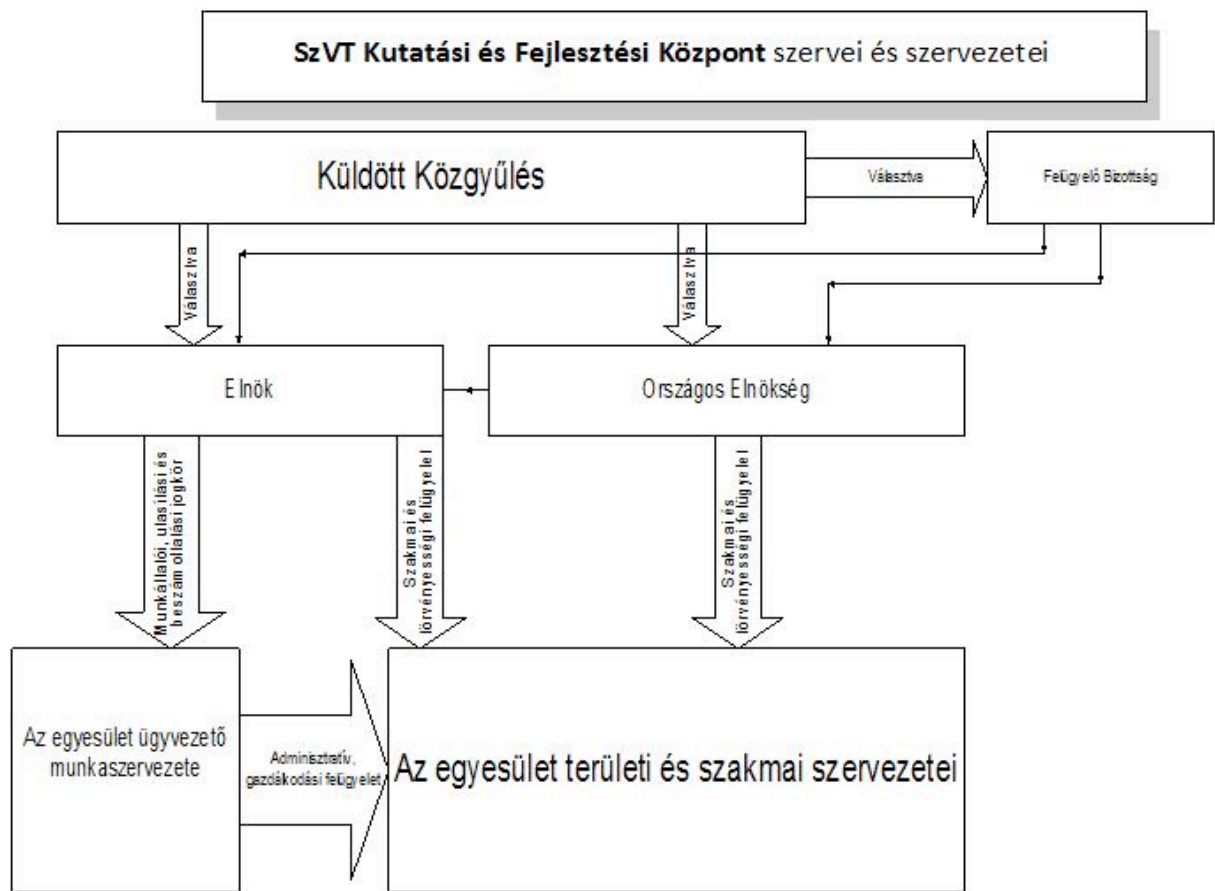 SzVT Kutatási és Fejlesztési Központ szervei és szervezetei
Küldött Közgyűlés
Választva
Felügyelő Bizottság
Választva
Választva
Elnök
Országos Elnökség
Munkállatói, utasítási és
beszámoltatási jogkör
Szakmai és
törvényességi felügyelet
Szakmai és
törvényességi felügyelet
Az egyesület ügyvezető
munkaszervezete
Adminisztratív,
gazdákodási felügyelet
Az egyesület területi és szakmai szervezetei